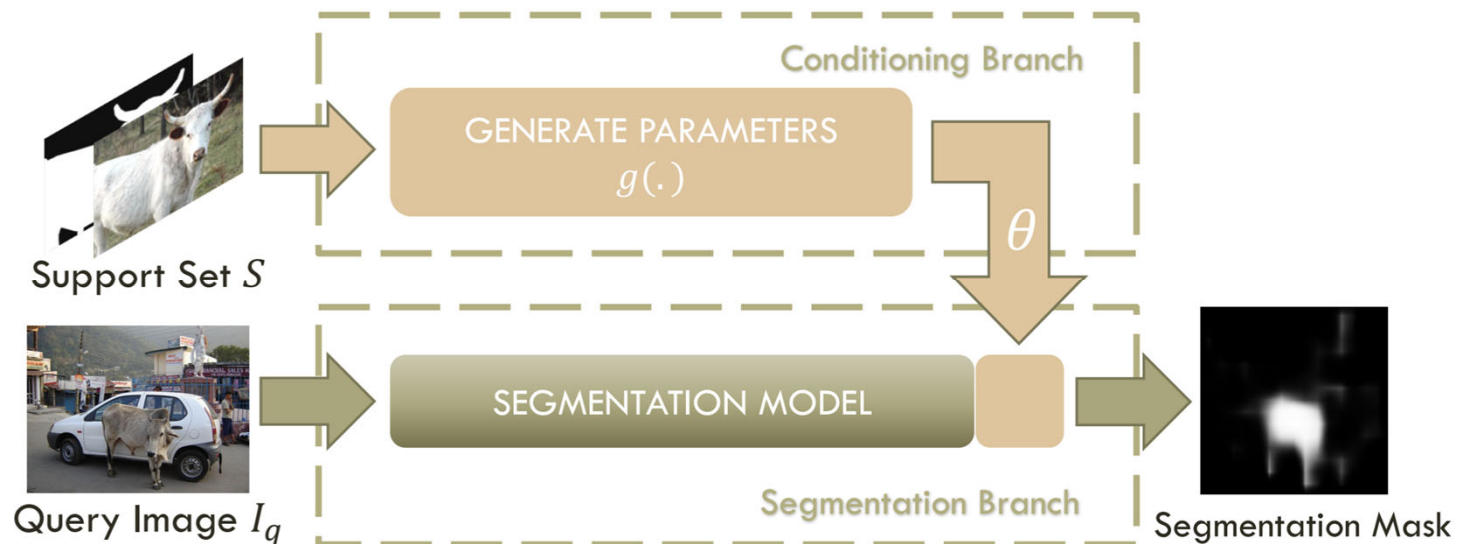 Conditioning Branch
GENERATE PARAMETERS
g(.)
θ
Support Set S
SEGMENTATION MODEL
Segmentation Branch
Query Image I_q
Segmentation Mask